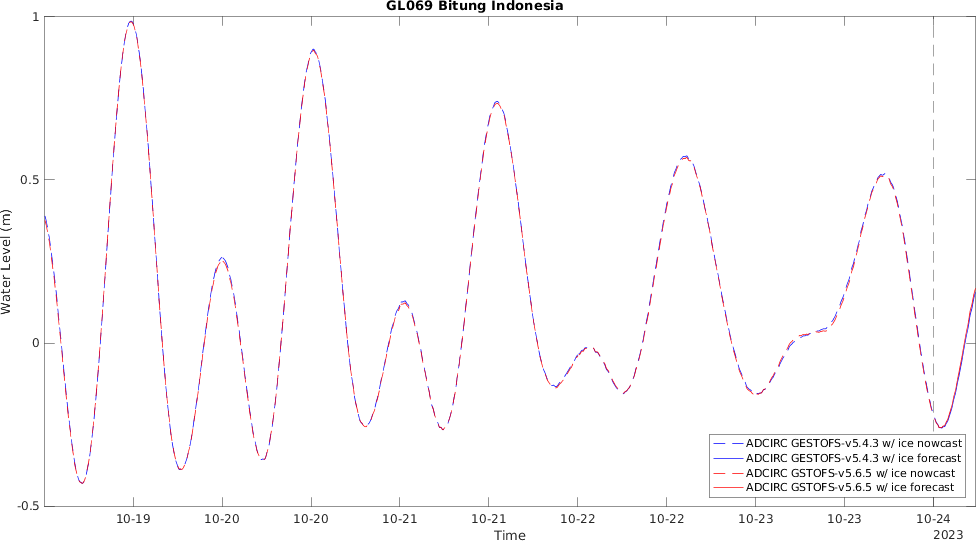 GL069 Bitung Indonesia
1
0.5
0
-0.5
Water Level (m)
10-19
10-20
10-20
10-21
10-21
10-22
10-22
10-23
10-23
10-24
2023
Time
ADCIRC GESTOFS-v5.4.3 w/ ice nowcast
ADCIRC GESTOFS-v5.4.3 w/ ice forecast
ADCIRC GSTOFS-v5.6.5 w/ ice nowcast
ADCIRC GSTOFS-v5.6.5 w/ ice forecast